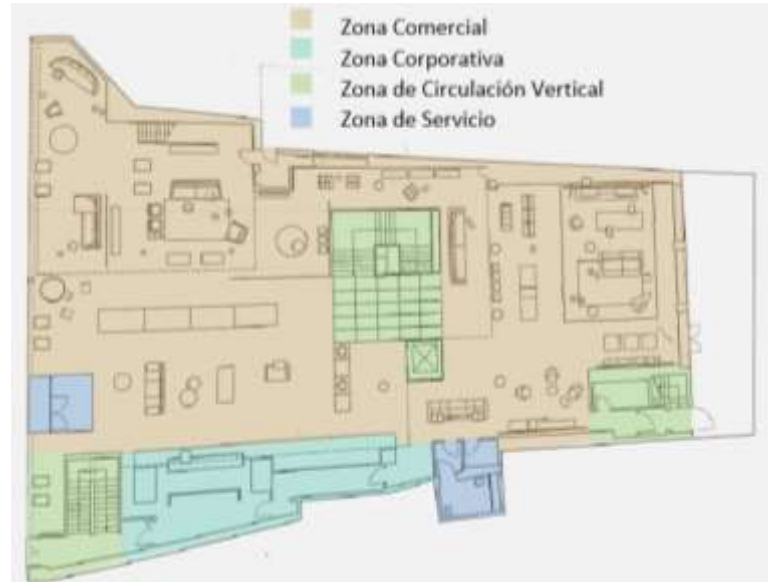 Zona Comercial
Zona Corporativa
Zona de Circulación Vertical
Zona de Servicio